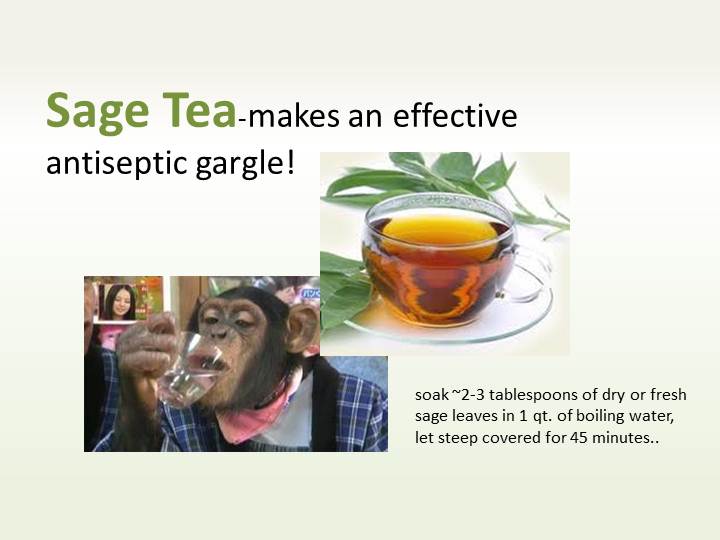 Sage Tea-makes an effective
antiseptic gargle!
soak ~2-3 tablespoons of dry or fresh
sage leaves in 1 qt. of boiling water,
let steep covered for 45 minutes..